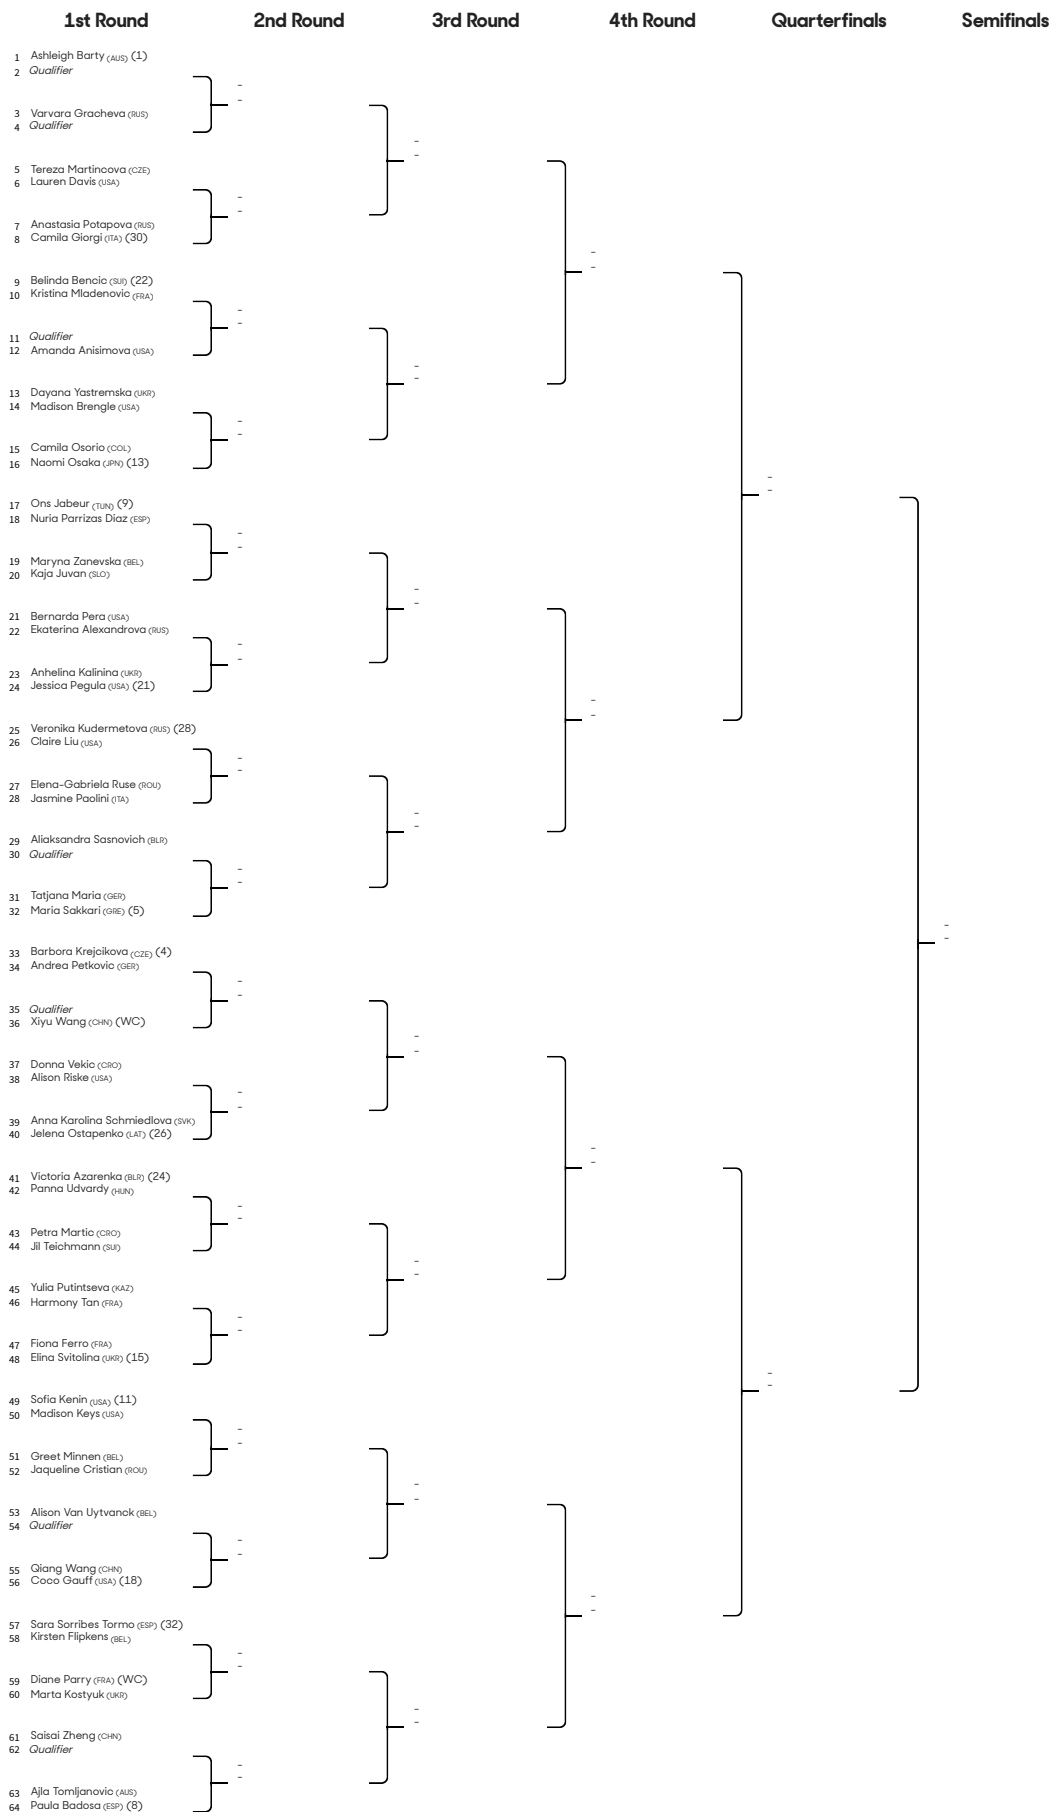 1st Round 2nd Round 3rd Round 4th Round Quarterfinals Semifinals
1 Ashleigh Barty (AUS) (1)
2 Qualifier
3 Varvara Gracheva (RUS)
4 Qualifier
5 Tereza Martincova (CZE)
6 Lauren Davis (USA)
7 Anastasia Potapova (RUS)
8 Camila Giorgi (ITA) (30)
9 Belinda Bencic (SUI) (22)
10 Kristina Mladenovic (FRA)
11 Qualifier
12 Amanda Anisimova (USA)
13 Dayana Yastremska (UKR)
14 Madison Brengle (USA)
15 Camila Osorio (COL)
16 Naomi Osaka (JPN) (13)
17 Ons Jabeur (TUN) (9)
18 Nuria Parrizas Diaz (ESP)
19 Maryna Zanevska (BEL)
20 Kaja Juvan (SLO)
21 Bernarda Pera (USA)
22 Ekaterina Alexandrova (RUS)
23 Anhelina Kalinina (UKR)
24 Jessica Pegula (USA) (21)
25 Veronika Kudermetova (RUS) (28)
26 Claire Liu (USA)
27 Elena-Gabriela Ruse (ROU)
28 Jasmine Paolini (ITA)
29 Aliaksandra Sasnovich (BLR)
30 Qualifier
31 Tatjana Maria (GER)
32 Maria Sakkari (GRE) (5)
33 Barbora Krejcikova (CZE) (4)
34 Andrea Petkovic (GER)
35 Qualifier
36 Xiyu Wang (CHN) (WC)
37 Donna Vekic (CRO)
38 Alison Riske (USA)
39 Anna Karolina Schmiedlova (SVK)
40 Jelena Ostapenko (LAT) (26)
41 Victoria Azarenka (BLR) (24)
42 Panna Udvardy (HUN)
43 Petra Martic (CRO)
44 Jil Teichmann (SUI)
45 Yulia Putintseva (KAZ)
46 Harmony Tan (FRA)
47 Fiona Ferro (FRA)
48 Elina Svitolina (UKR) (15)
49 Sofia Kenin (USA) (11)
50 Madison Keys (USA)
51 Greet Minnen (BEL)
52 Jaqueline Cristian (ROU)
53 Alison Van Uytvanck (BEL)
54 Qualifier
55 Qiang Wang (CHN)
56 Coco Gauff (USA) (18)
57 Sara Sorribes Tormo (ESP) (32)
58 Kirsten Flipkens (BEL)
59 Diane Parry (FRA) (WC)
60 Marta Kostyuk (UKR)
61 Saisai Zheng (CHN)
62 Qualifier
63 Ajla Tomljanovic (AUS)
64 Paula Badosa (ESP) (8)